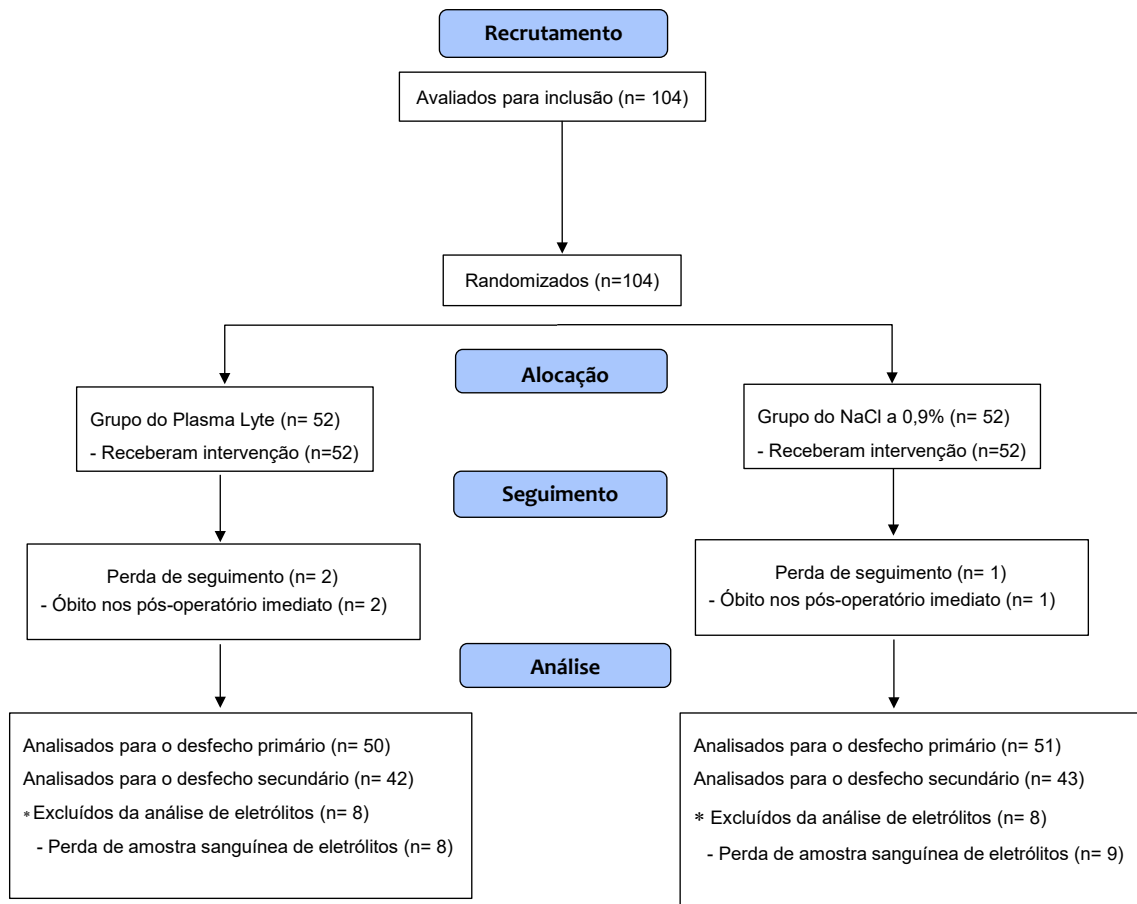 Recrutamento
Avaliados para inclusão (n= 104)
Randomizados (n=104)
Alocação
Grupo do Plasma Lyte (n= 52)
- Receberam intervenção (n=52)
Grupo do NaCl a 0,9% (n= 52)
- Receberam intervenção (n=52)
Seguimento
Perda de seguimento (n= 2)
- Óbito nos pós-operatório imediato (n= 2)
Perda de seguimento (n= 1)
- Óbito nos pós-operatório imediato (n= 1)
Análise
Analisados para o desfecho primário (n= 50)
Analisados para o desfecho secundário (n= 42)
* Excluídos da análise de eletrólitos (n= 8)
- Perda de amostra sanguínea de eletrólitos (n= 8)
Analisados para o desfecho primário (n= 51)
Analisados para o desfecho secundário (n= 43)
* Excluídos da análise de eletrólitos (n= 8)
- Perda de amostra sanguínea de eletrólitos (n= 9)